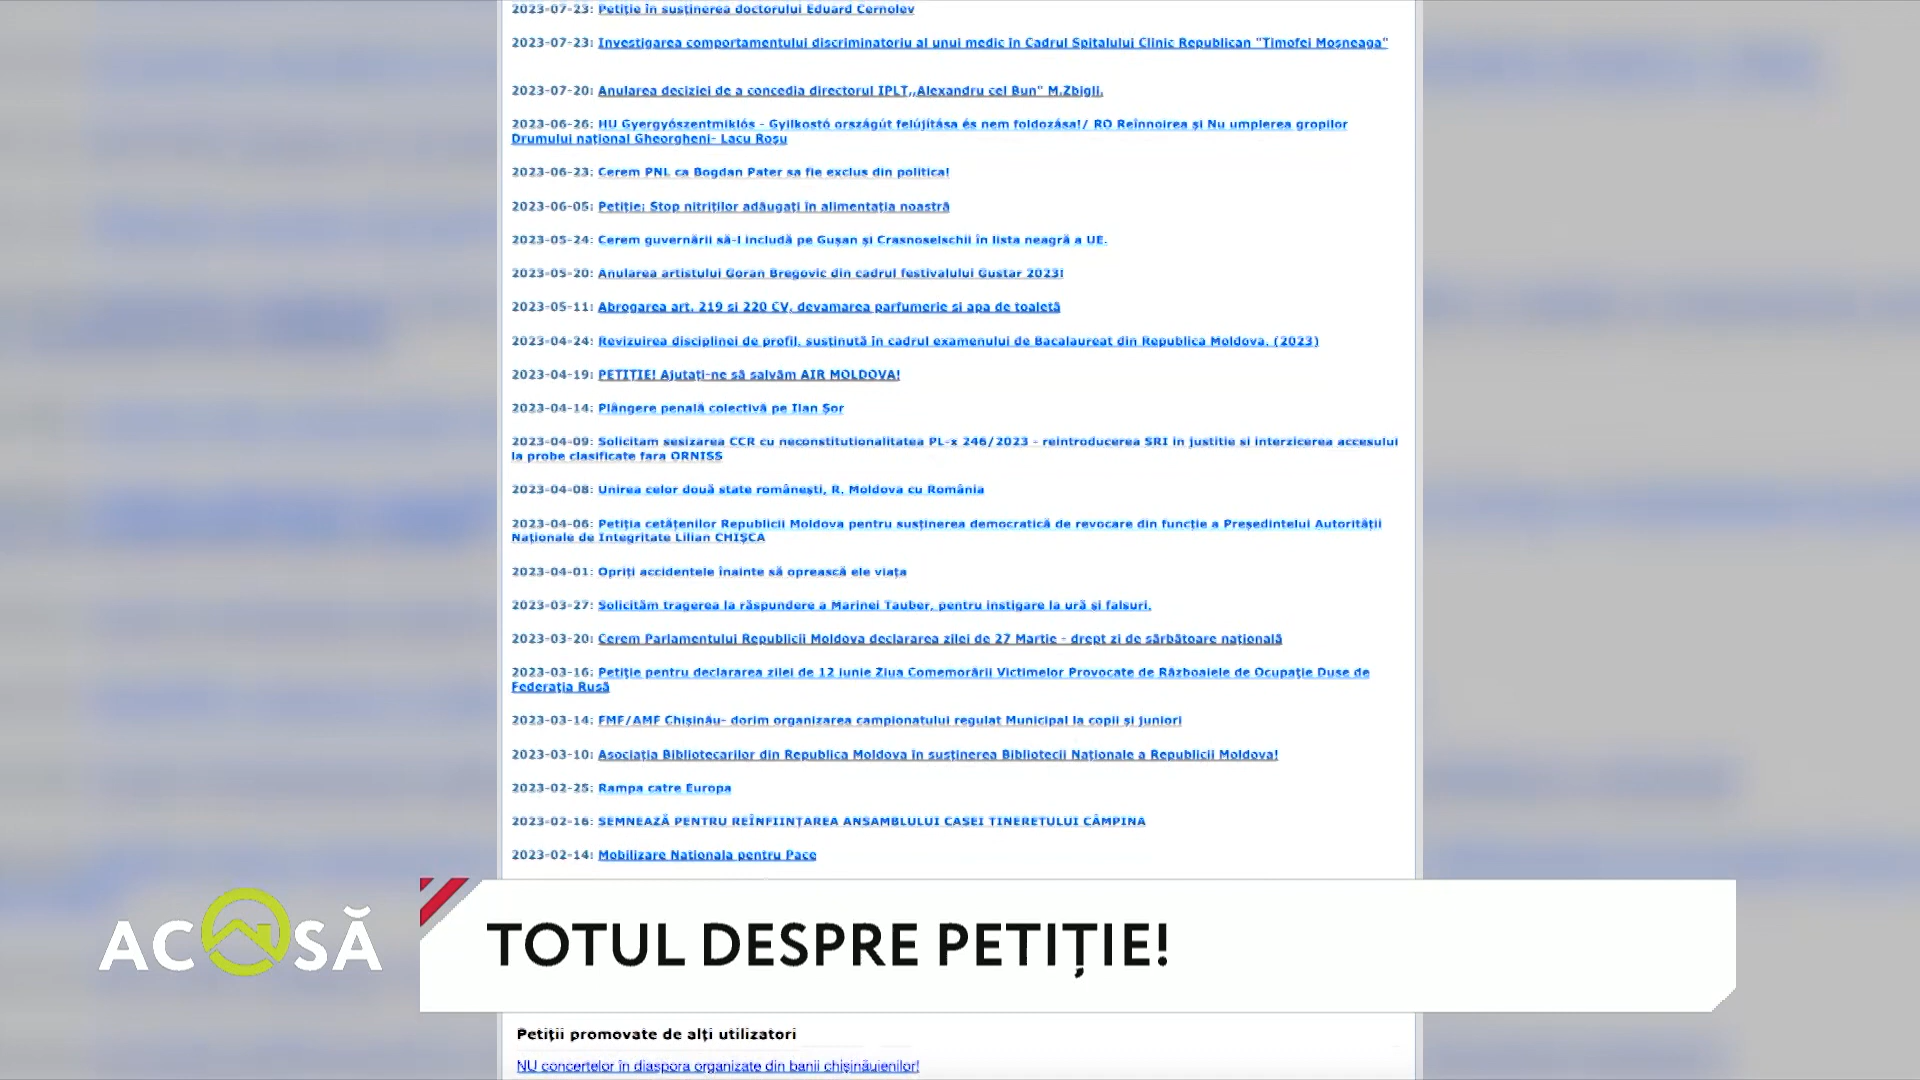 2023-07-23: Petiție în susținerea doctorului Eduard Cernolev
2023-07-23: Investigarea comportamentului discriminatoriu al unui medic în Cadrul Spitalului Clinic Republican "Timofei Moșneaga"
2023-07-20: Anularea deciziei de a concedia directorul IPLT,,Alexandru cel Bun" M.Zbigli.
2023-06-26: HU Gyergyószentmiklós - Gyilkostó országút felújítása és nem foldozása!/ RO Reînnoirea și Nu umplerea gropilor
Drumului național Gheorgheni- Lacu Roșu
2023-06-23: Cerem PNL ca Bogdan Pater sa fie exclus din politica!
2023-06-05: Petiție: Stop nitriților adăugați în alimentația noastră
2023-05-24: Cerem guvernării să-l includă pe Gușan și Crasnoselschii în lista neagră a UE.
2023-05-20: Anularea artistului Goran Bregovic din cadrul festivalului Gustar 2023!
2023-05-11: Abrogarea art. 219 si 220 CV, devamarea parfumerie si apa de toaletă
2023-04-24: Revizuirea disciplinei de profil, susținută în cadrul examenului de Bacalaureat din Republica Moldova. (2023)
2023-04-19: PETIȚIE! Ajutați-ne să salvăm AIR MOLDOVA!
2023-04-14: Plângere penală colectivă pe Ilan Șor
2023-04-09: Solicitam sesizarea CCR cu neconstitutionalitatea PL-x 246/2023 - reintroducerea SRI in justitie si interzicerea accesului
la probe clasificate fara ORNISS
2023-04-08: Unirea celor două state românești, R. Moldova cu România
2023-04-06: Petiția cetățenilor Republicii Moldova pentru susținerea democratică de revocare din funcție a Președintelui Autorității
Naționale de Integritate Lilian CHIȘCA
2023-04-01: Opriți accidentele înainte să oprească ele viața
2023-03-27: Solicităm tragerea la răspundere a Marinei Tauber, pentru instigare la ură și falsuri.
2023-03-20: Cerem Parlamentului Republicii Moldova declararea zilei de 27 Martie - drept zi de sărbătoare națională
2023-03-16: Petiție pentru declararea zilei de 12 iunie Ziua Comemorării Victimelor Provocate de Războaiele de Ocupație Duse de
Federația Rusă
2023-03-14: FMF/AMF Chișinău- dorim organizarea campionatului regulat Municipal la copii și juniori
2023-03-10: Asociația Bibliotecarilor din Republica Moldova în susținerea Bibliotecii Naționale a Republicii Moldova!
2023-02-25: Rampa catre Europa
2023-02-16: SEMNEAZĂ PENTRU REÎNFIINȚAREA ANSAMBLULUI CASEI TINERETULUI CÂMPINA
2023-02-14: Mobilizare Nationala pentru Pace
ACASĂ
TOTUL DESPRE PETIȚIE!
Petiții promovate de alți utilizatori
NU concertelor în diaspora organizate din banii chișinăuienilor!